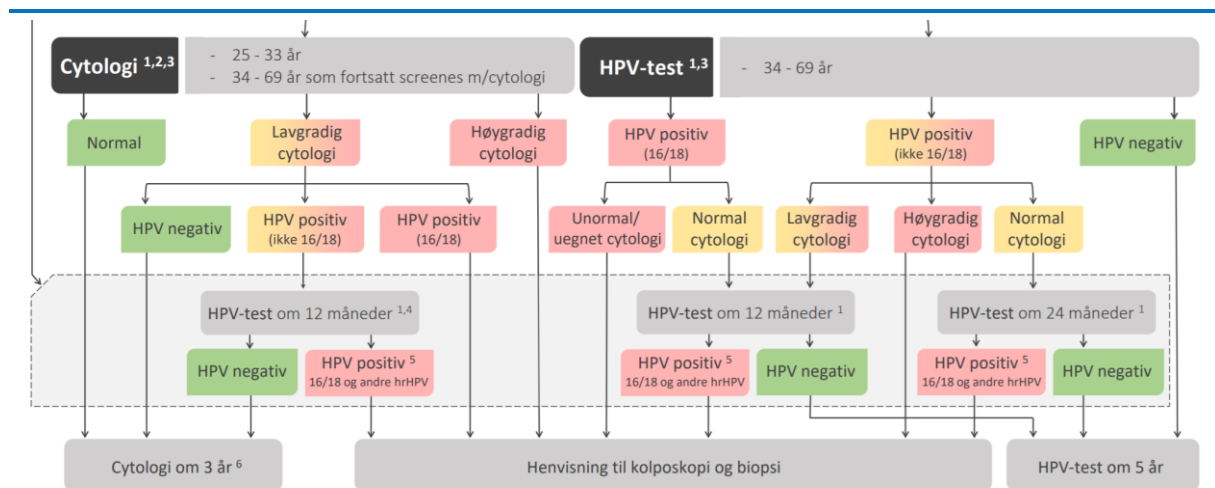 Cytologi 1,2,3
- 25 - 33 år
- 34 - 69 år som fortsatt screenes m/cytologi
HPV-test 1,3
- 34 - 69 år
Normal
Lavgradig
cytologi
Høygradig
cytologi
HPV positiv
(16/18)
HPV positiv
(ikke 16/18)
HPV negativ
HPV negativ
HPV positiv
(ikke 16/18)
HPV positiv
(16/18)
Unormal/
uegnet cytologi
Normal
cytologi
Lavgradig
cytologi
Høygradig
cytologi
Normal
cytologi
HPV-test om 12 måneder 1,4
HPV-test om 12 måneder 1
HPV-test om 24 måneder 1
HPV negativ
HPV positiv 5
16/18 og andre hrHPV
HPV positiv 5
16/18 og andre hrHPV
HPV negativ
HPV positiv 5
16/18 og andre hrHPV
HPV negativ
Cytologi om 3 år 6
Henvisning til kolposkopi og biopsi
HPV-test om 5 år